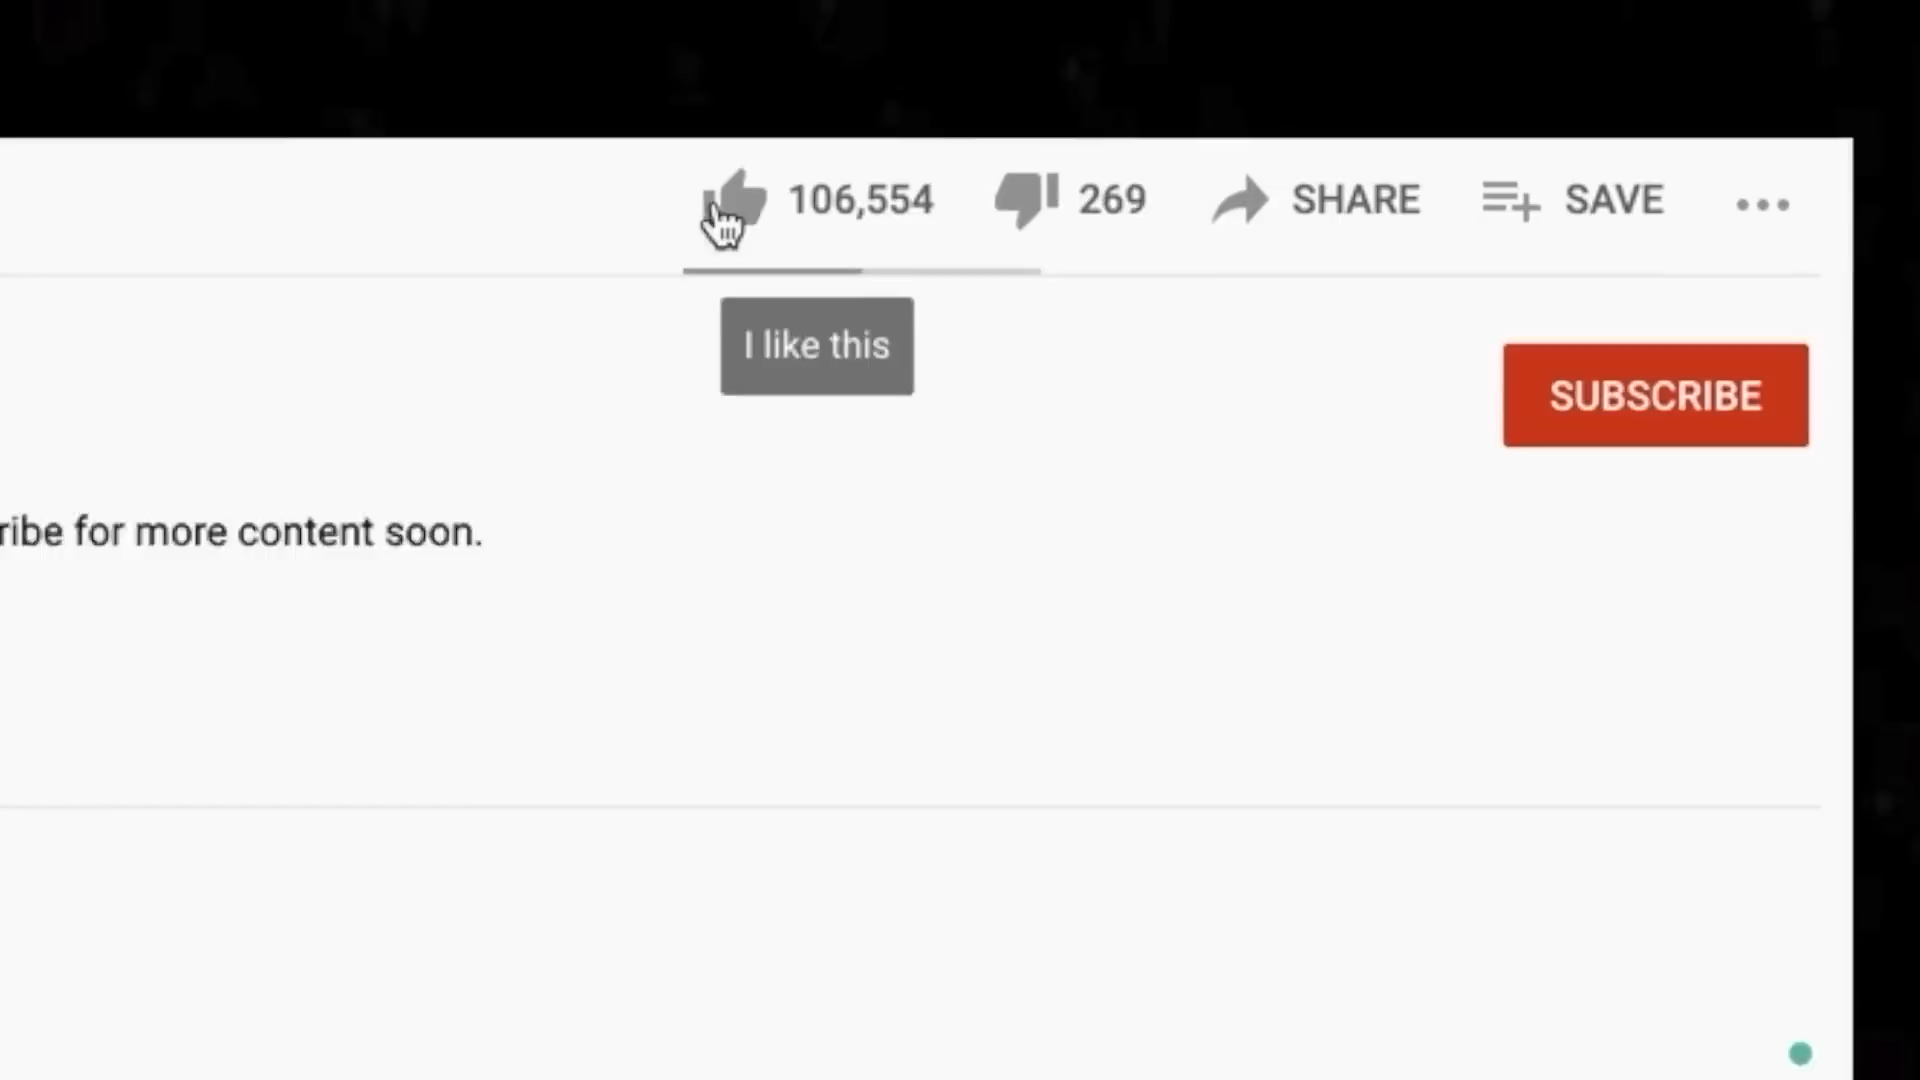 106,554 269 SHARE SAVE
I like this
SUBSCRIBE
ribe for more content soon.